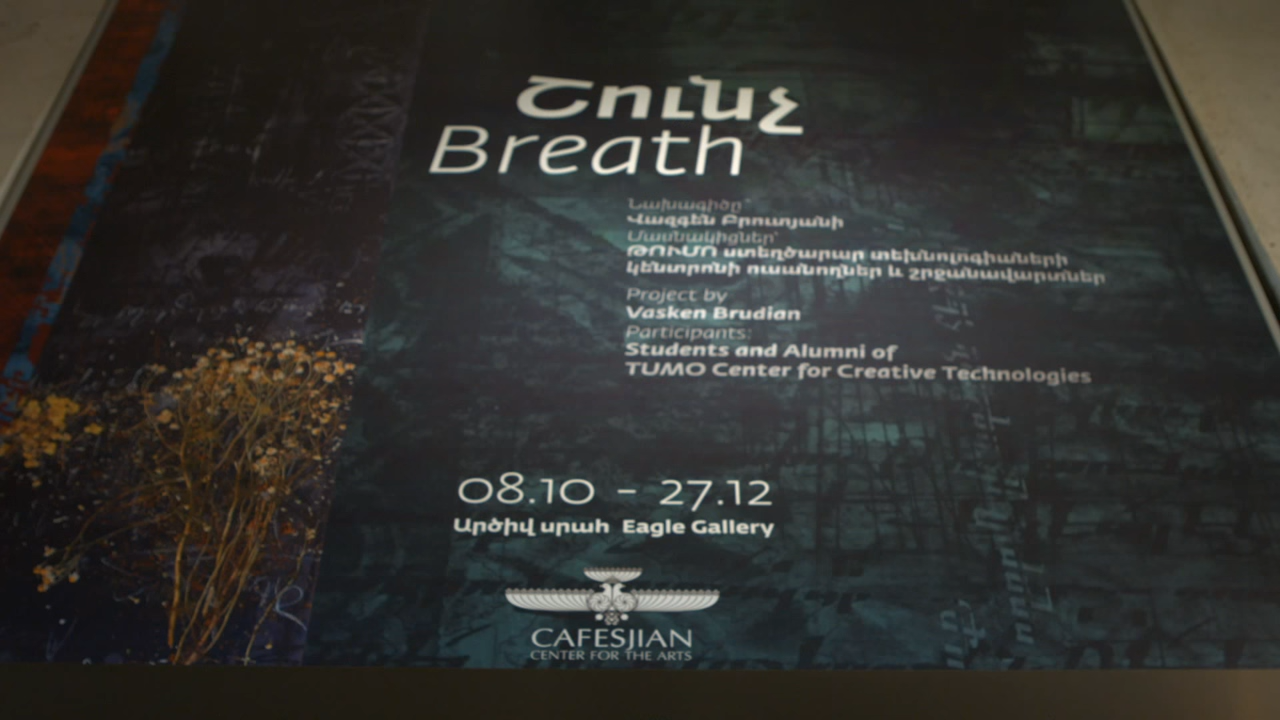 Շունչ
Breath
Նախագիծը՝
Վազգեն Բրուտյանի
Մասնակիցներ՝
ԹՈՒՄՈ ստեղծարար տեխնոլոգիաների
կենտրոնի ուսանողներ և շրջանավարտներ
Project by
Vasken Brudian
Participants:
Students and Alumni of
TUMO Center for Creative Technologies
08.10 – 27.12
Արծիվ սրահ Eagle Gallery
CAFESJIAN
CENTER FOR THE ARTS